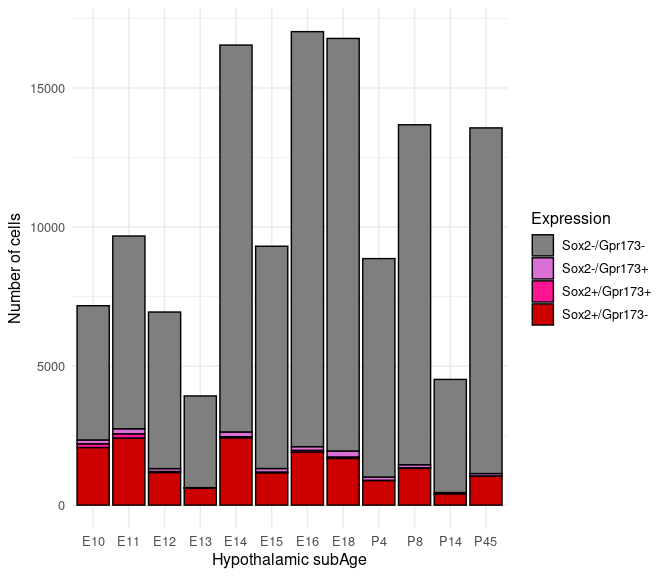 Number of cells
15000
10000
5000
0
E10 E11 E12 E13 E14 E15 E16 E18 P4 P8 P14 P45
Hypothalamic subAge
Expression
Sox2-/Gpr173-
Sox2-/Gpr173+
Sox2+/Gpr173+
Sox2+/Gpr173-